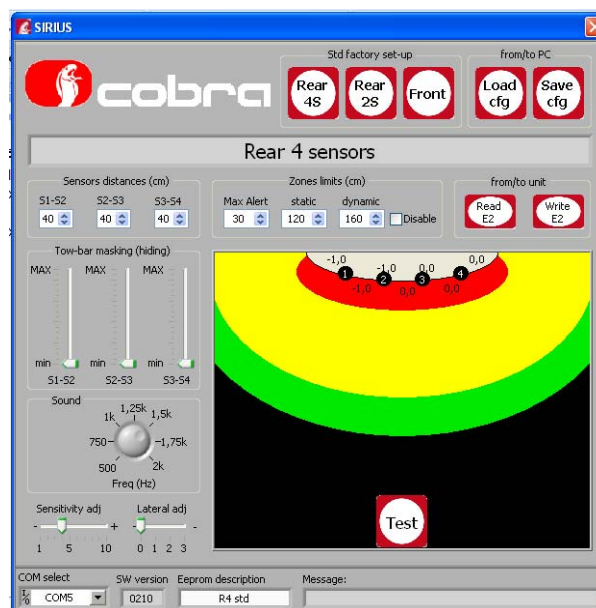 SIRIUS
cobra
Std factory set-up
from/to PC
Rear
4S
Rear
2S
Front
Load
cfg
Save
cfg
Rear 4 sensors
Sensors distances (cm)
S1-S2 S2-S3 S3-S4
40 40 40
Zones limits (cm)
Max Alert static dynamic
30 120 160 Disable
from/to unit
Read
E2
Write
E2
Tow-bar masking (hiding)
MAX MAX MAX
min min min
S1-S2 S2-S3 S3-S4
-1,0 0,0
-1,0 0,0
1 2 3 4
-1,0 0,0 0,0
Sound
1,25k
1k 1,5k
750 1,75k
500 2k
Freq (Hz)
Sensitivity adj
- +
1 5 10
Lateral adj
- -
0 1 2 3
Test
COM select
I/O COM5
SW version
0210
Eeprom description
R4 std
Message: